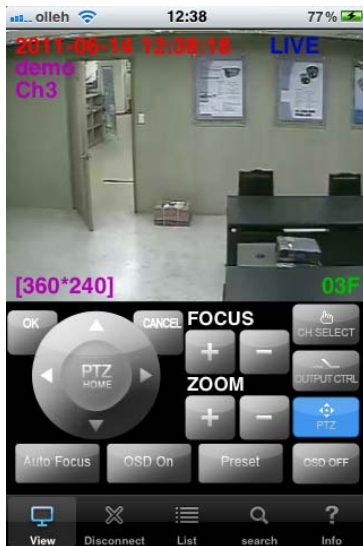 olleh 12:38 77%
2011-06-14 12:38:18 LIVE
demo
Ch3
[360*240] 03F
OK CANCEL FOCUS
CH SELECT
+ -
PTZ
HOME
ZOOM
OUTPUT CTRL
+ -
PTZ
Auto Focus OSD On Preset OSD OFF
View Disconnect List search ? Info